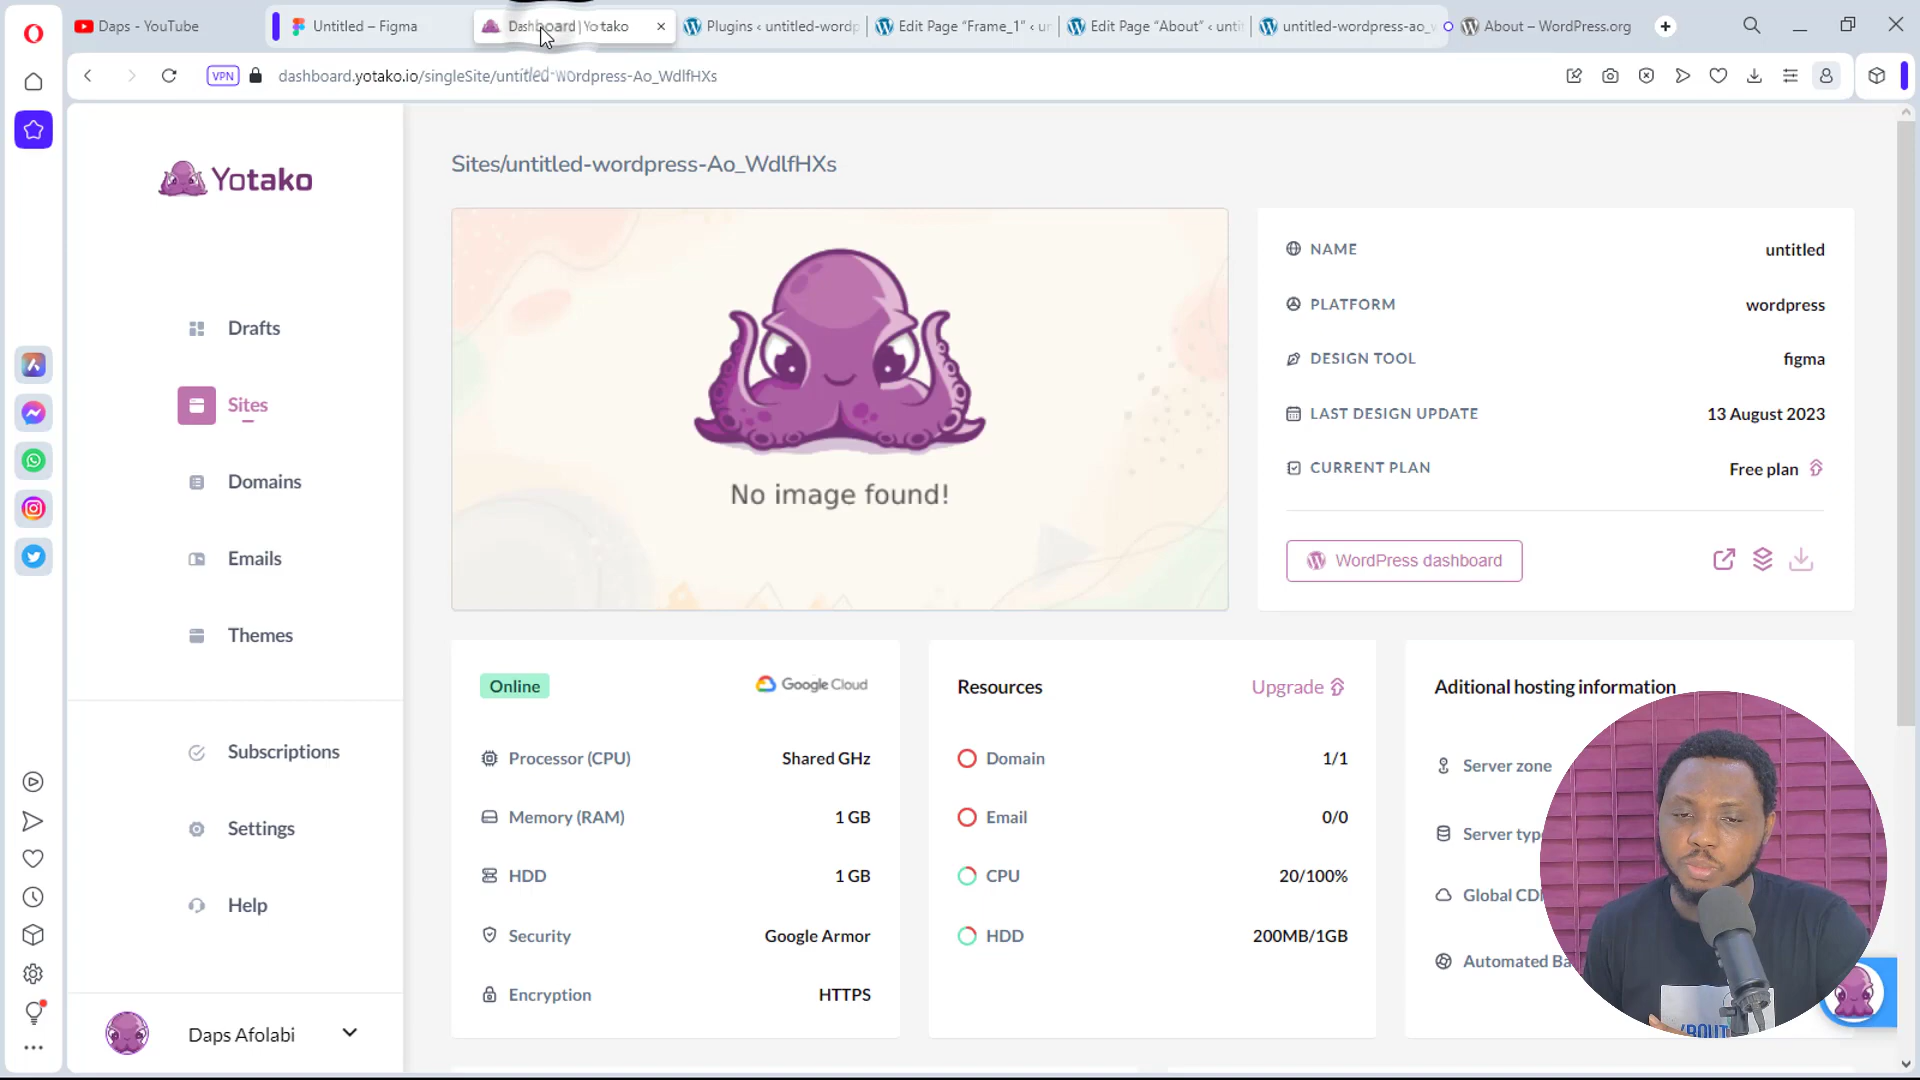 Daps - YouTube
Untitled – Figma
Dashboard | Yotako
Plugins ‹ untitled-wordp
Edit Page “Frame_1” ‹ un
Edit Page “About” ‹ unti
untitled-wordpress-ao_w
About – WordPress.org
VPN
dashboard.yotako.io/singleSite/untitled-wordpress-Ao_WdlfHXs
Yotako
Drafts
Sites
Domains
Emails
Themes
Subscriptions
Settings
Help
Daps Afolabi
Sites/untitled-wordpress-Ao_WdlfHXs
No image found!
NAME untitled
PLATFORM wordpress
DESIGN TOOL figma
LAST DESIGN UPDATE 13 August 2023
CURRENT PLAN Free plan
WordPress dashboard
Online Google Cloud
Processor (CPU) Shared GHz
Memory (RAM) 1 GB
HDD 1 GB
Security Google Armor
Encryption HTTPS
Resources Upgrade
Domain 1/1
Email 0/0
CPU 20/100%
HDD 200MB/1GB
Aditional hosting information
Server zone
Server type
Global CD
Automated Ba